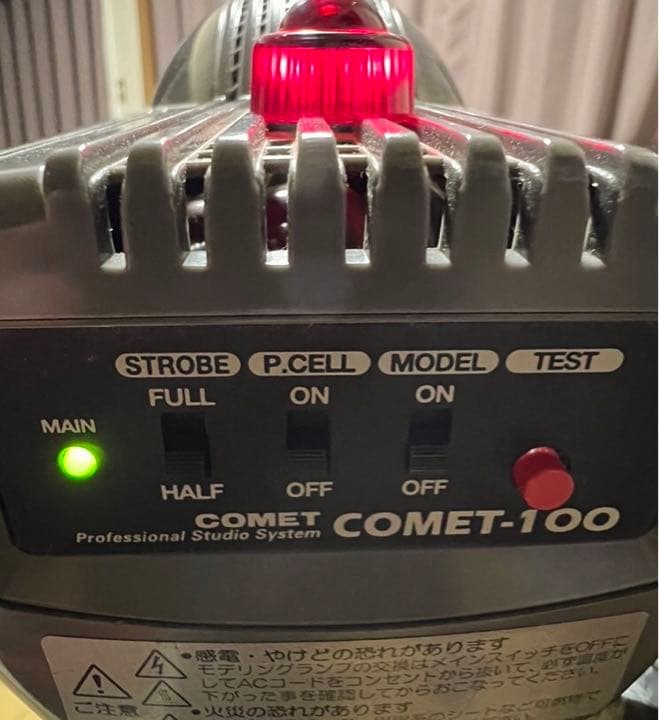 STROBE P.CELL MODEL TEST
FULL ON ON
MAIN
HALF OFF OFF
COMET COMET-100
Professional Studio System
●感電・やけどの恐れがあります
モデリングランプの交換はメインスイッチをOFFに
してACコードをコンセントから抜いて、必ず温度が
下がった事を確認してからおこなってください。
ご注意 ●火災の恐れがあります